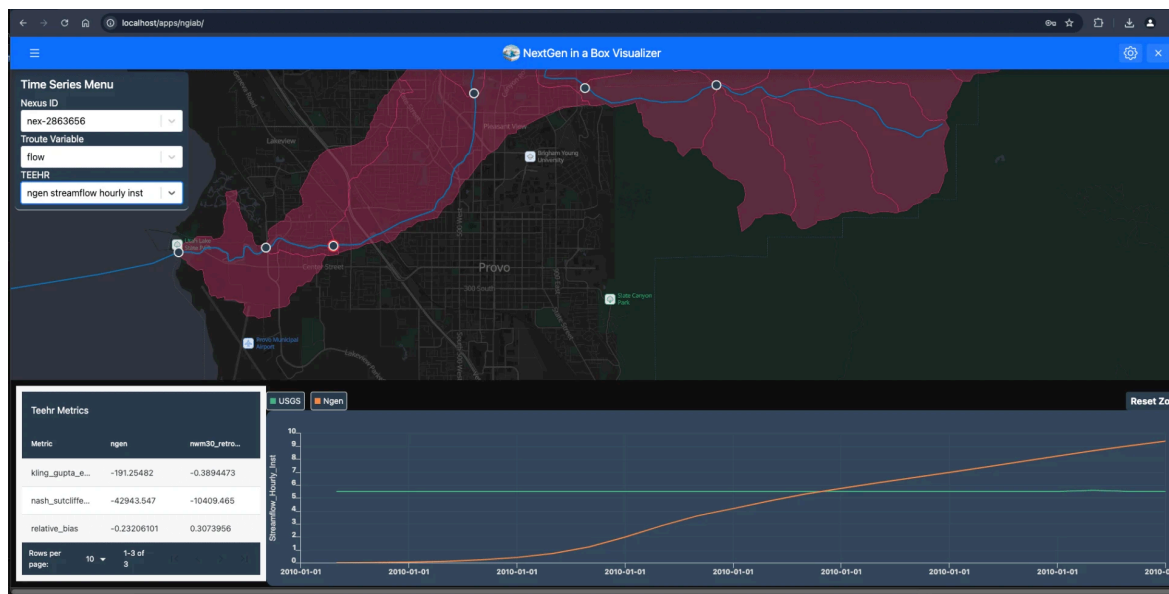 localhost/apps/ngiab/
NextGen in a Box Visualizer
Time Series Menu
Nexus ID
nex-2863656
Troute Variable
flow
TEEHR
ngen streamflow hourly inst
Lakeview
Pleasant View
Brigham Young
University
Utah Lake
State Park
Center Street
Provo
300 South
State Street
Slate Canyon
Park
Provo Municipal
Airport
Lakeview
Teehr Metrics
Metric ngen nwm30_retro...
kling_gupta_e... -191.25482 -0.3894473
nash_sutcliffe... -42943.547 -10409.465
relative_bias -0.23206101 0.3073956
Rows per
page:
10
1-3 of
3
USGS Ngen
Reset Zo
Streamflow_Hourly_Inst
10
9
8
7
6
5
4
3
2
1
0
2010-01-01 2010-01-01 2010-01-01 2010-01-01 2010-01-01 2010-01-01 2010-01-01 2010-01-01 2010-0